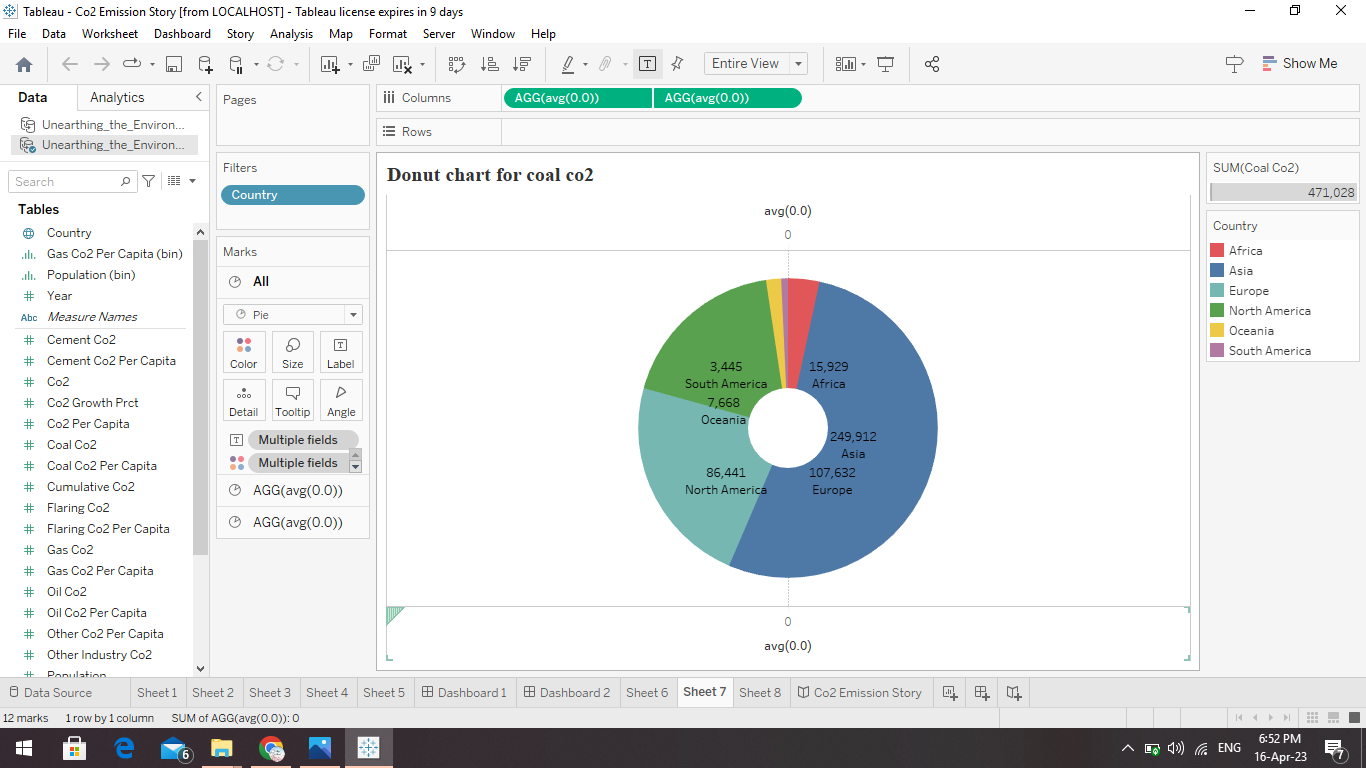 Tableau - Co2 Emission Story [from LOCALHOST] - Tableau license expires in 9 days
File Data Worksheet Dashboard Story Analysis Map Format Server Window Help
Entire View
Show Me
Data Analytics
Unearthing_the_Environ...
Unearthing_the_Environ...
Search
Tables
Country
Gas Co2 Per Capita (bin)
Population (bin)
Year
Abc Measure Names
Cement Co2
Cement Co2 Per Capita
Co2
Co2 Growth Prct
Co2 Per Capita
Coal Co2
Coal Co2 Per Capita
Cumulative Co2
Flaring Co2
Flaring Co2 Per Capita
Gas Co2
Gas Co2 Per Capita
Oil Co2
Oil Co2 Per Capita
Other Co2 Per Capita
Other Industry Co2
Population
Pages
Filters
Country
Marks
All
Pie
Color Size Label
Detail Tooltip Angle
Multiple fields
Multiple fields
AGG(avg(0.0))
AGG(avg(0.0))
Columns AGG(avg(0.0)) AGG(avg(0.0))
Rows
Donut chart for coal co2
avg(0.0)
0
3,445
South America
15,929
Africa
7,668
Oceania
249,912
Asia
86,441
North America
107,632
Europe
0
avg(0.0)
SUM(Coal Co2)
471,028
Country
Africa
Asia
Europe
North America
Oceania
South America
Data Source Sheet 1 Sheet 2 Sheet 3 Sheet 4 Sheet 5 Dashboard 1 Dashboard 2 Sheet 6 Sheet 7 Sheet 8 Co2 Emission Story
12 marks 1 row by 1 column SUM of AGG(avg(0.0)): 0
6
ENG
6:52 PM
16-Apr-23
7